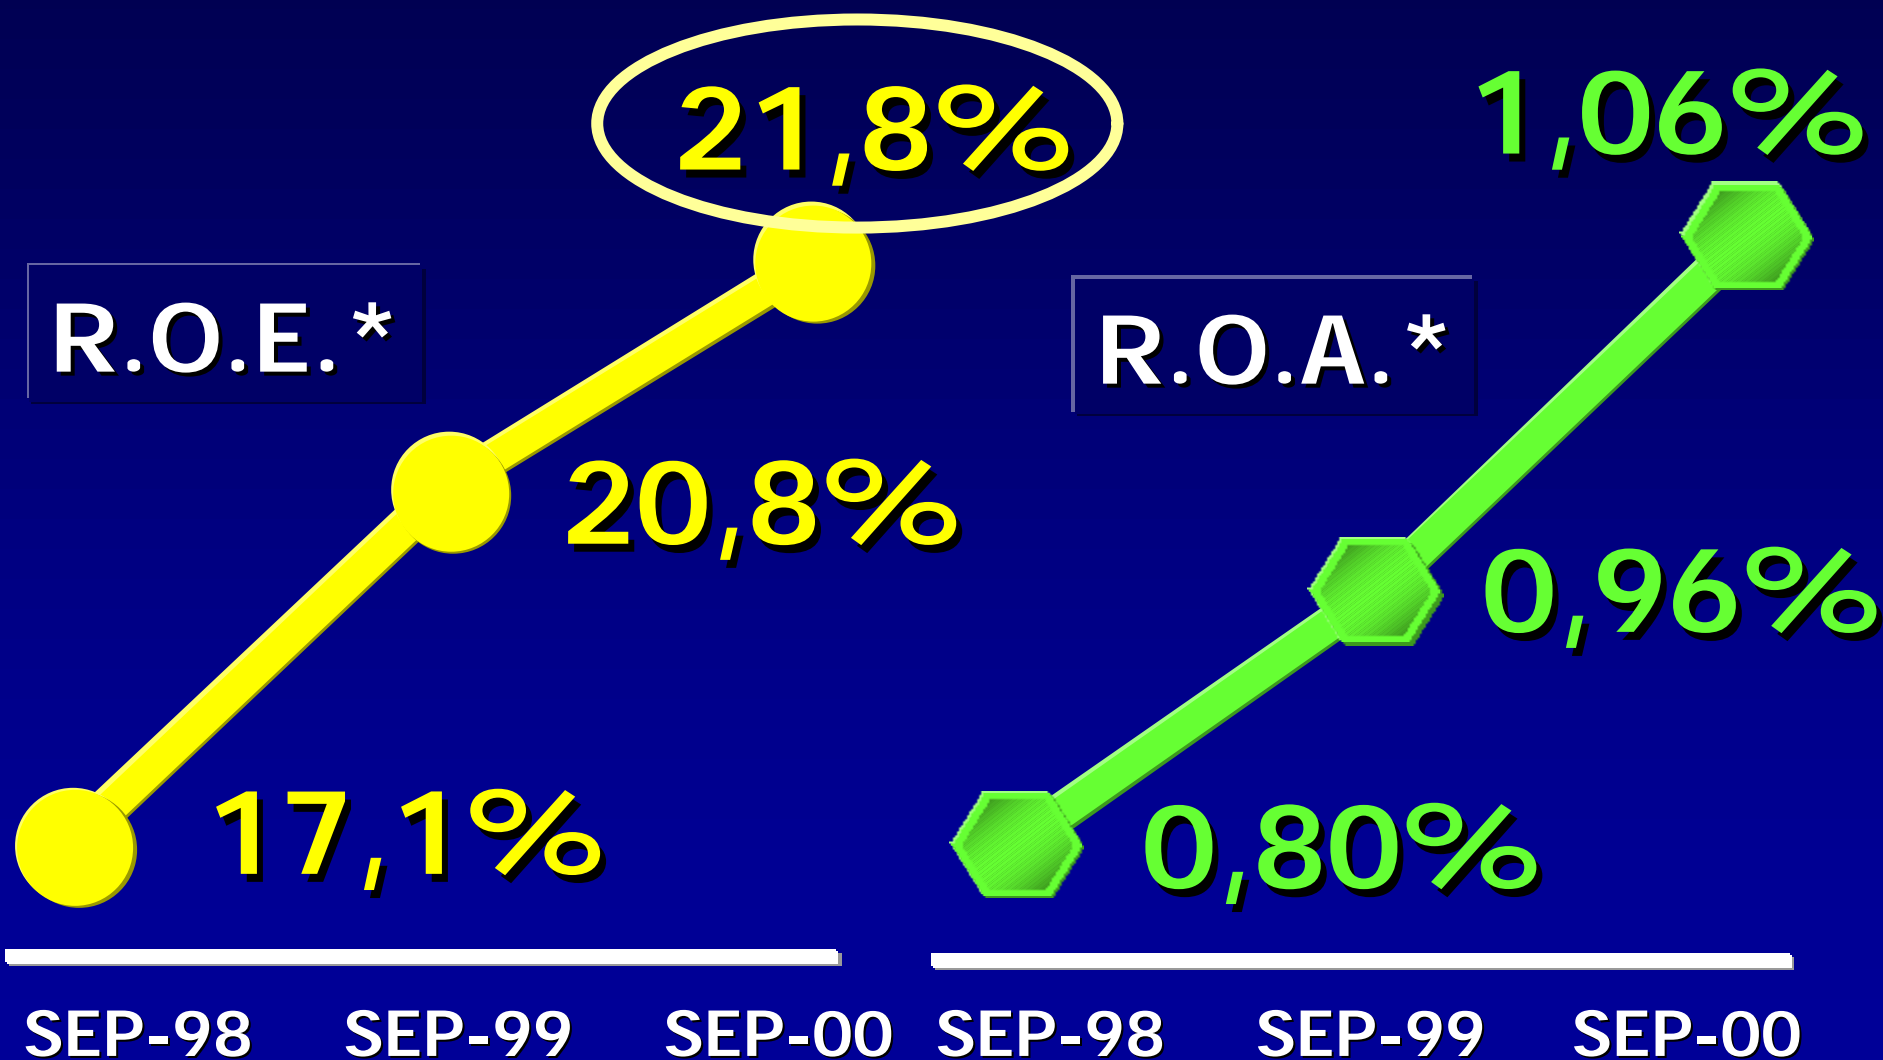 21,8%
R.O.E.*
20,8%
17,1%
SEP-98 SEP-99 SEP-00
1,06%
R.O.A.*
0,96%
0,80%
SEP-98 SEP-99 SEP-00